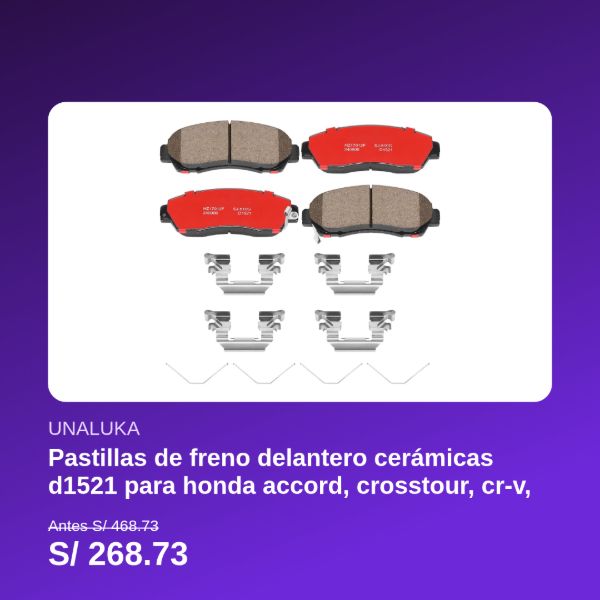 UNALUKA
Pastillas de freno delantero cerámicas
d1521 para honda accord, crosstour, cr-v,
Antes S/ 468.73
S/ 268.73